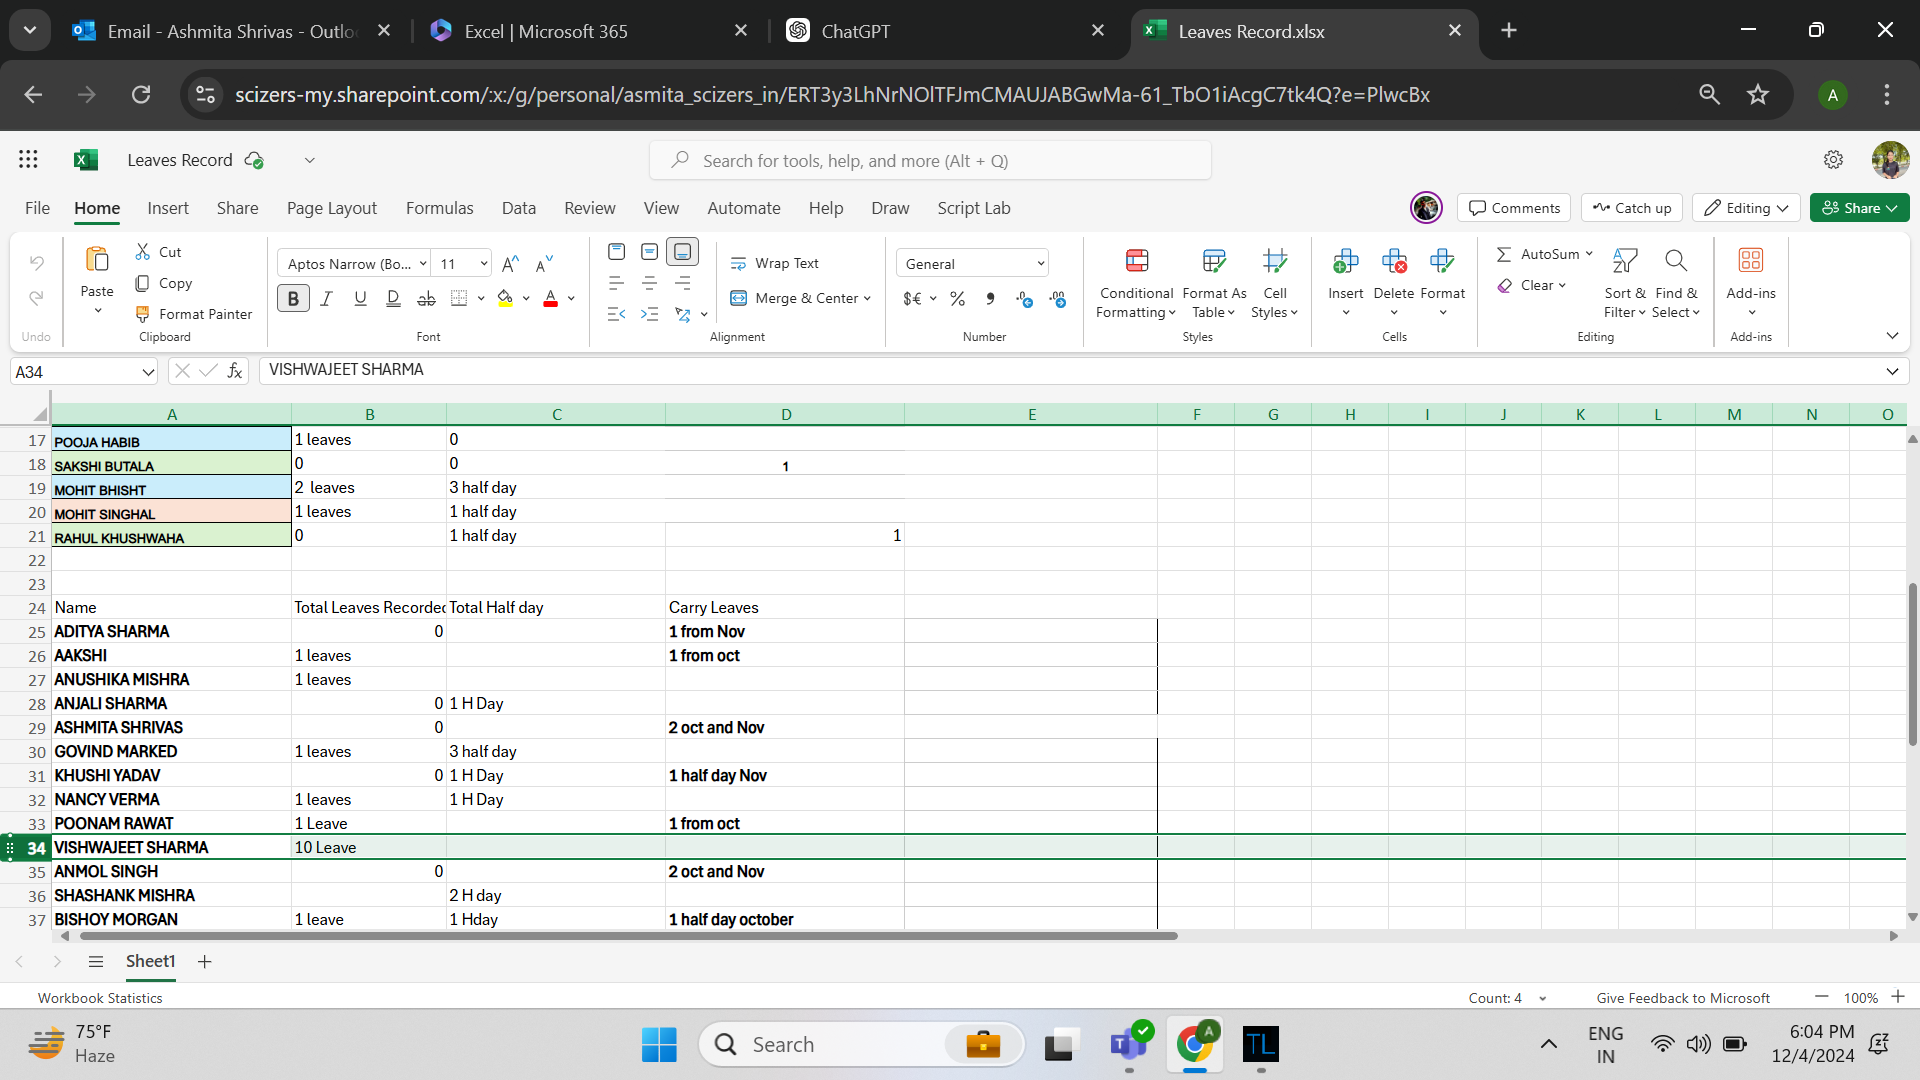 Email - Ashmita Shrivas - Outlo
Excel | Microsoft 365
ChatGPT
Leaves Record.xlsx
scizers-my.sharepoint.com/:x:/g/personal/asmita_scizers_in/ERT3y3LhNrNOlTFJmCMAUJABGwMa-61_TbO1iAcgC7tk4Q?e=PlwcBx
A
Leaves Record
Search for tools, help, and more (Alt + Q)
File Home Insert Share Page Layout Formulas Data Review View Automate Help Draw Script Lab
Comments Catch up Editing Share
Paste Cut Copy Format Painter
Aptos Narrow (Bo... 11
B I U D ab A
Wrap Text
Merge & Center
General
$€ % 9
Conditional Formatting Format As Table Cell Styles
Insert Delete Format
AutoSum
Clear
Sort & Filter Find & Select
Add-ins
Undo Clipboard Font Alignment Number Styles Cells Editing Add-ins
A34 fx VISHWAJEET SHARMA
A B C D E F G H I J K L M N O
17 POOJA HABIB 1 leaves 0
18 SAKSHI BUTALA 0 0 1
19 MOHIT BHISHT 2 leaves 3 half day
20 MOHIT SINGHAL 1 leaves 1 half day
21 RAHUL KHUSHWAHA 0 1 half day 1
22
23
24 Name Total Leaves Recorded Total Half day Carry Leaves
25 ADITYA SHARMA 0 1 from Nov
26 AAKSHI 1 leaves 1 from oct
27 ANUSHIKA MISHRA 1 leaves
28 ANJALI SHARMA 0 1 H Day
29 ASHMITA SHRIVAS 0 2 oct and Nov
30 GOVIND MARKED 1 leaves 3 half day
31 KHUSHI YADAV 0 1 H Day 1 half day Nov
32 NANCY VERMA 1 leaves 1 H Day
33 POONAM RAWAT 1 Leave 1 from oct
34 VISHWAJEET SHARMA 10 Leave
35 ANMOL SINGH 0 2 oct and Nov
36 SHASHANK MISHRA 2 H day
37 BISHOY MORGAN 1 leave 1 Hday 1 half day october
Sheet1
Workbook Statistics Count: 4 Give Feedback to Microsoft 100%
75°F
Haze
Search
T
A
TL
ENG
IN
6:04 PM
12/4/2024